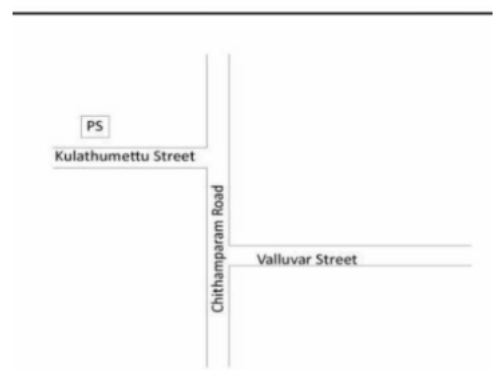 PS
Kulathumettu Street
Chithamparam Road
Valluvar Street